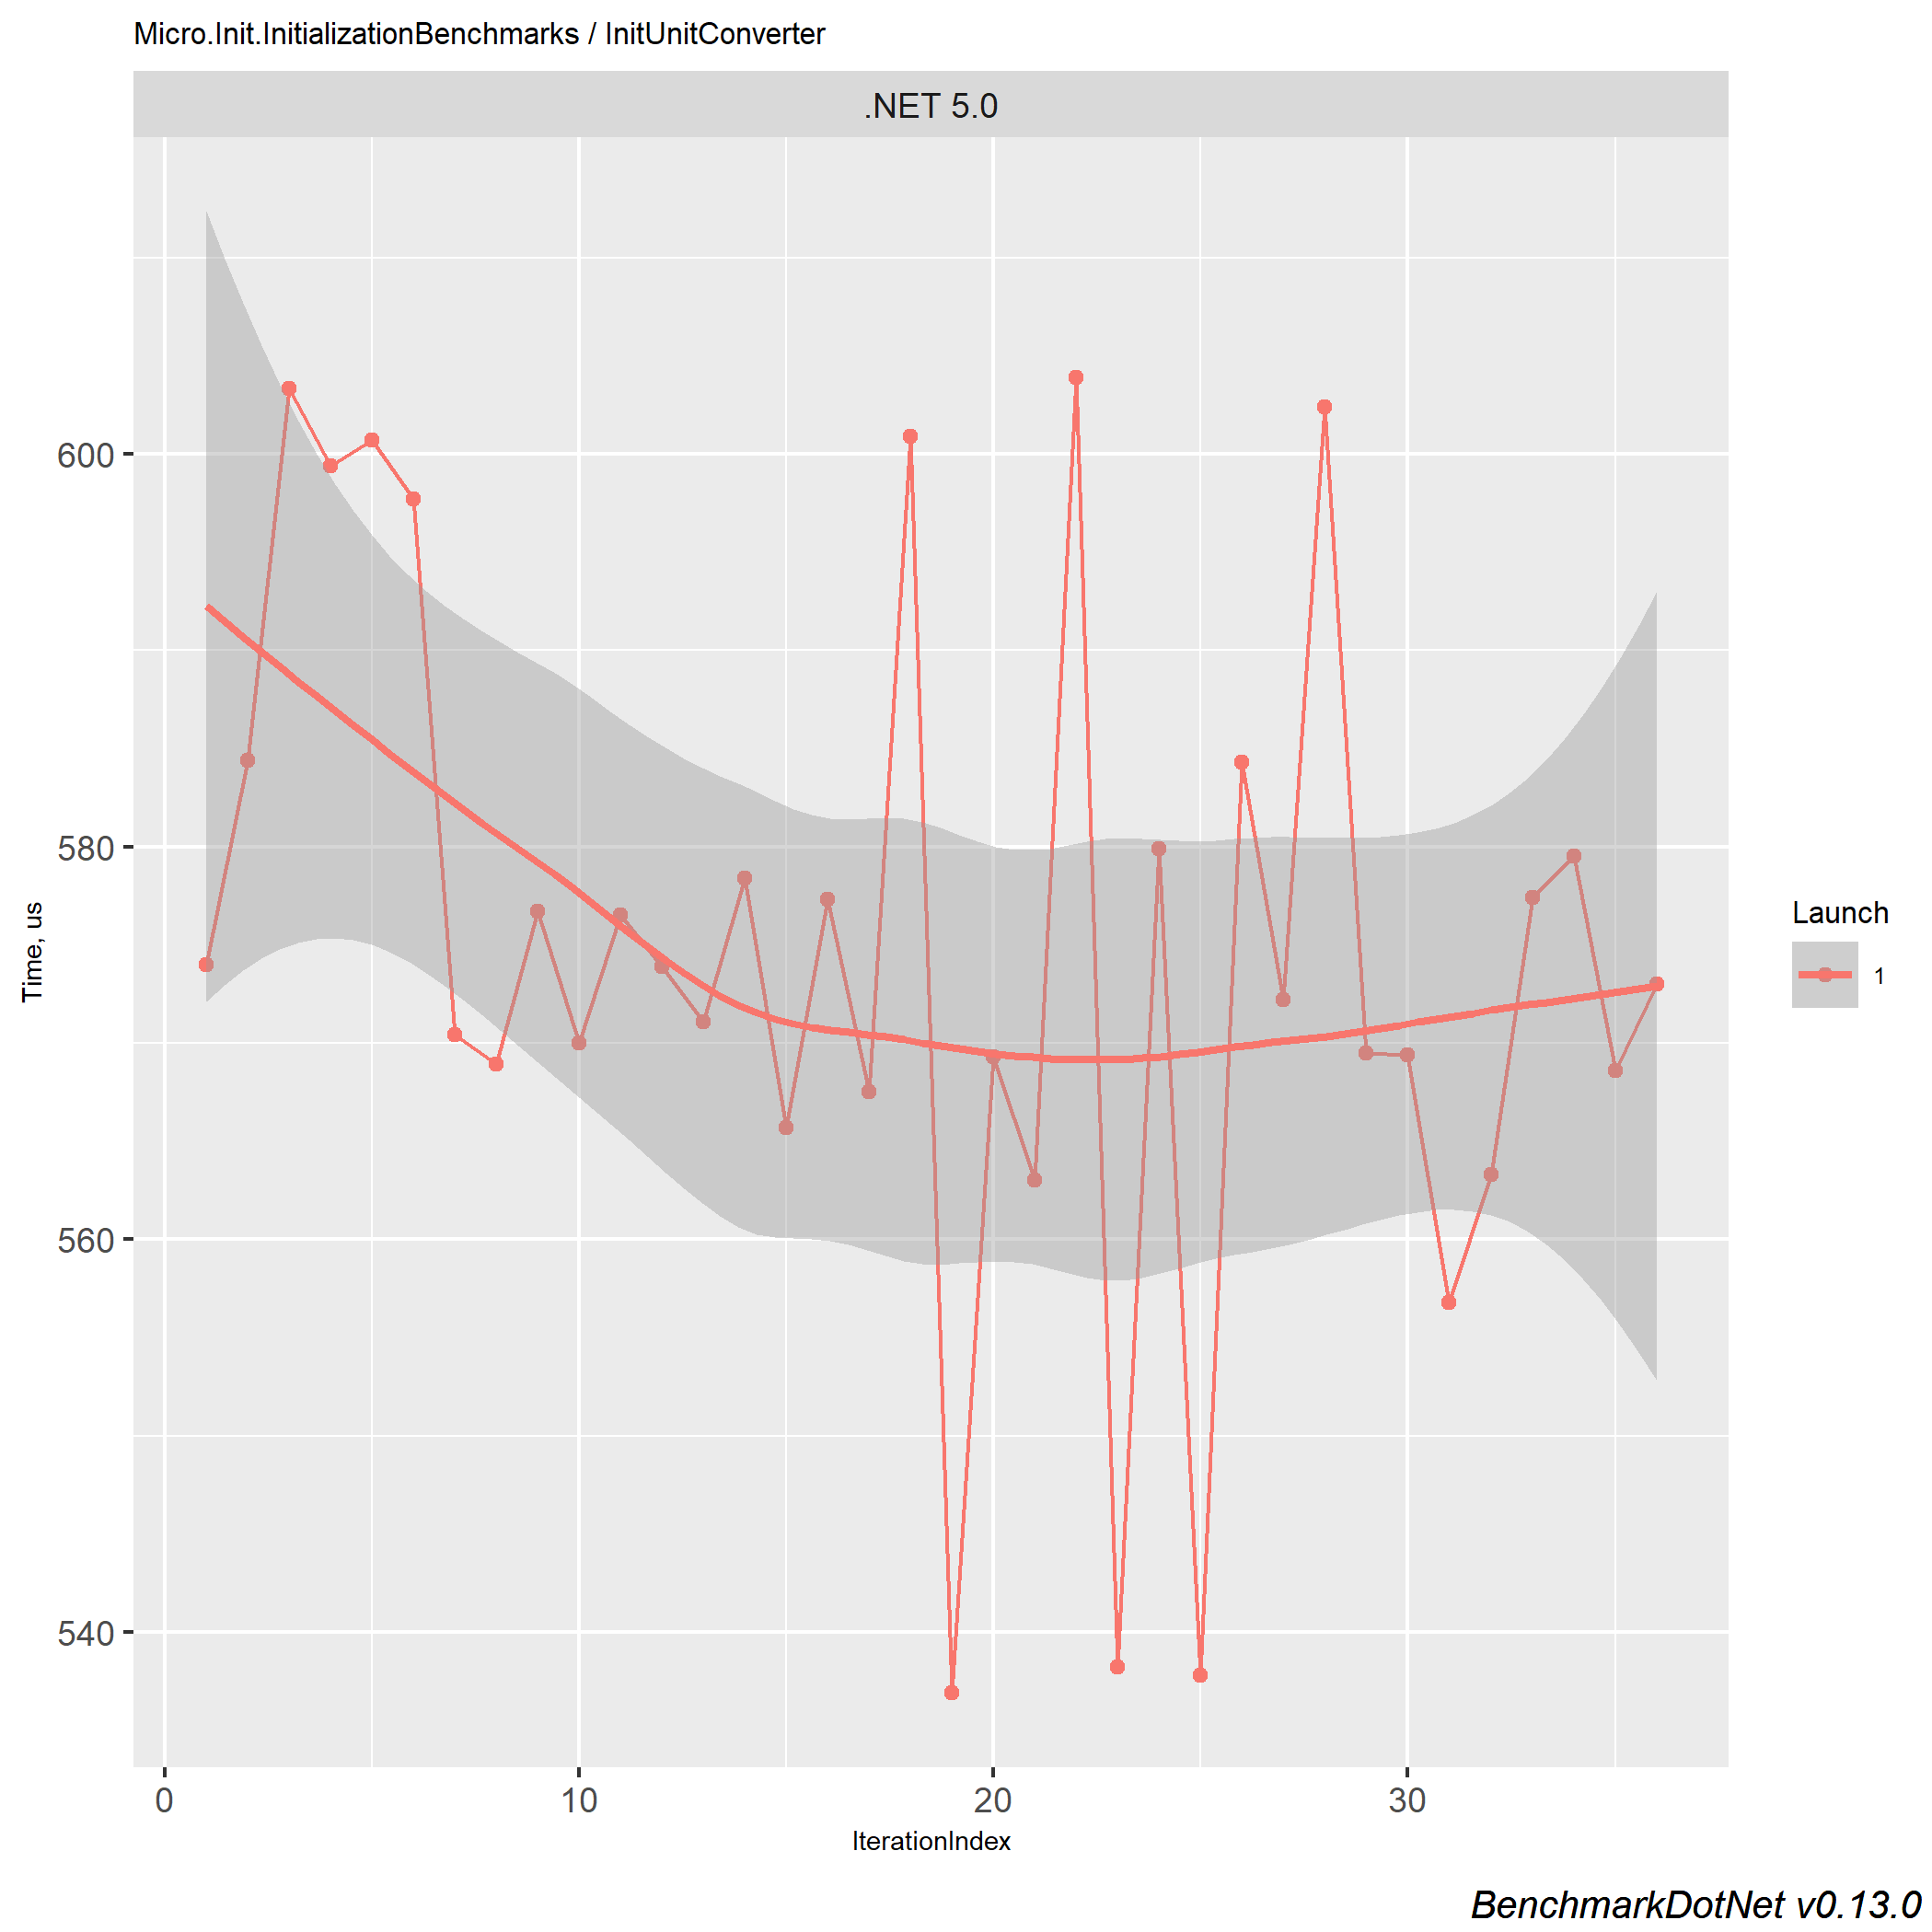 Micro.Init.InitializationBenchmarks / InitUnitConverter
.NET 5.0
600
580
560
540
Time, us
0 10 20 30
IterationIndex
Launch
1
BenchmarkDotNet v0.13.0